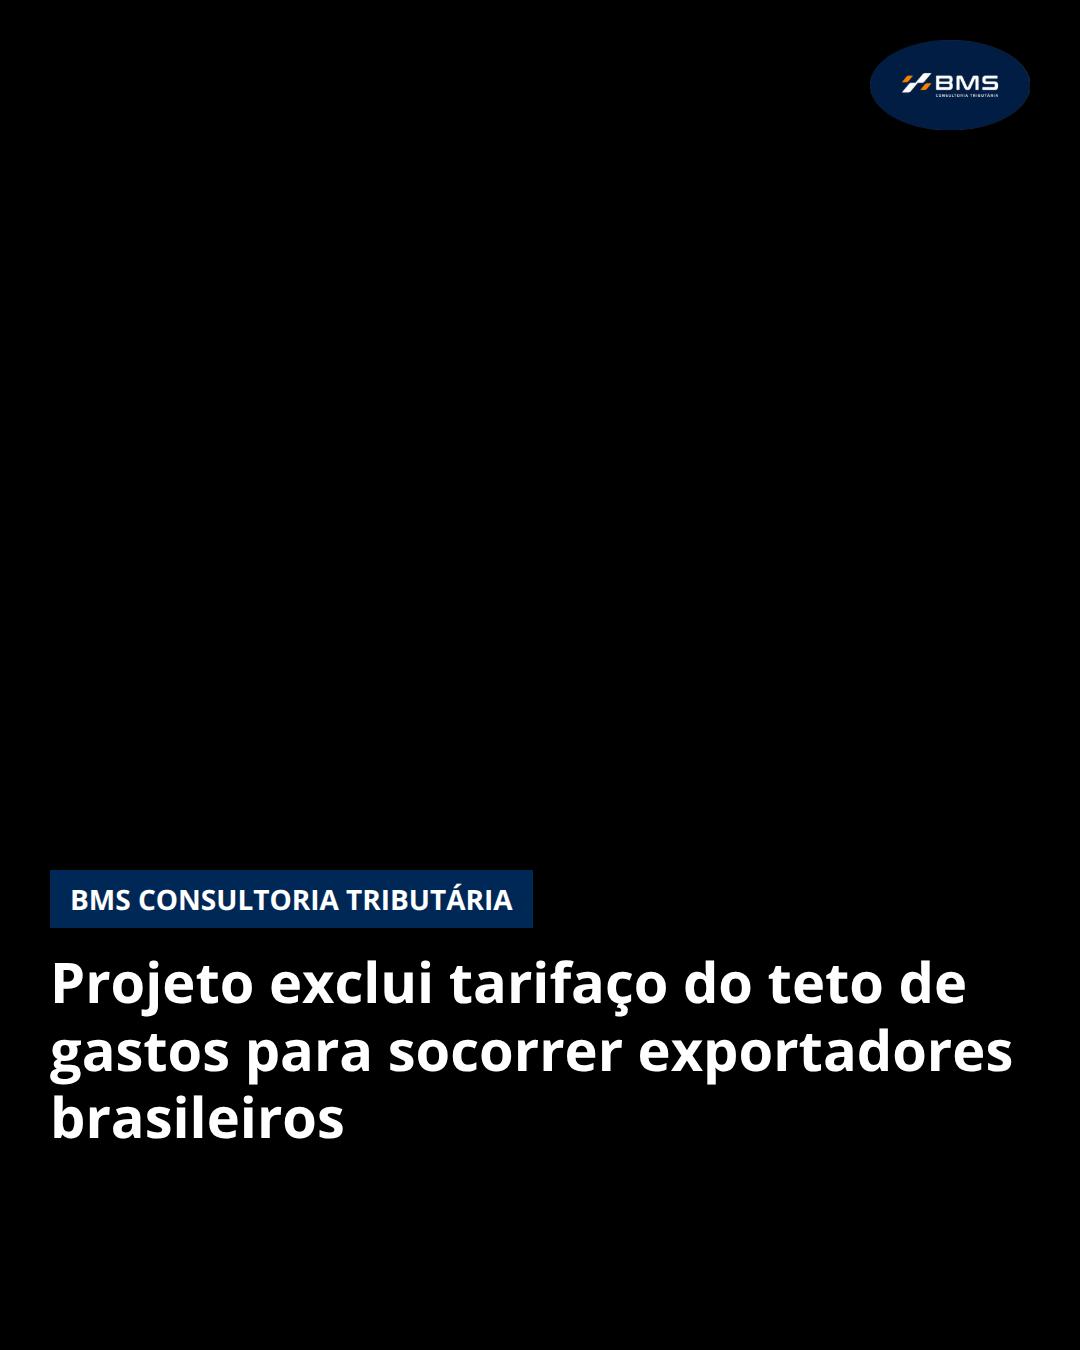 BMS
CONSULTORIA TRIBUTÁRIA
BMS CONSULTORIA TRIBUTÁRIA
Projeto exclui tarifaço do teto de
gastos para socorrer exportadores
brasileiros